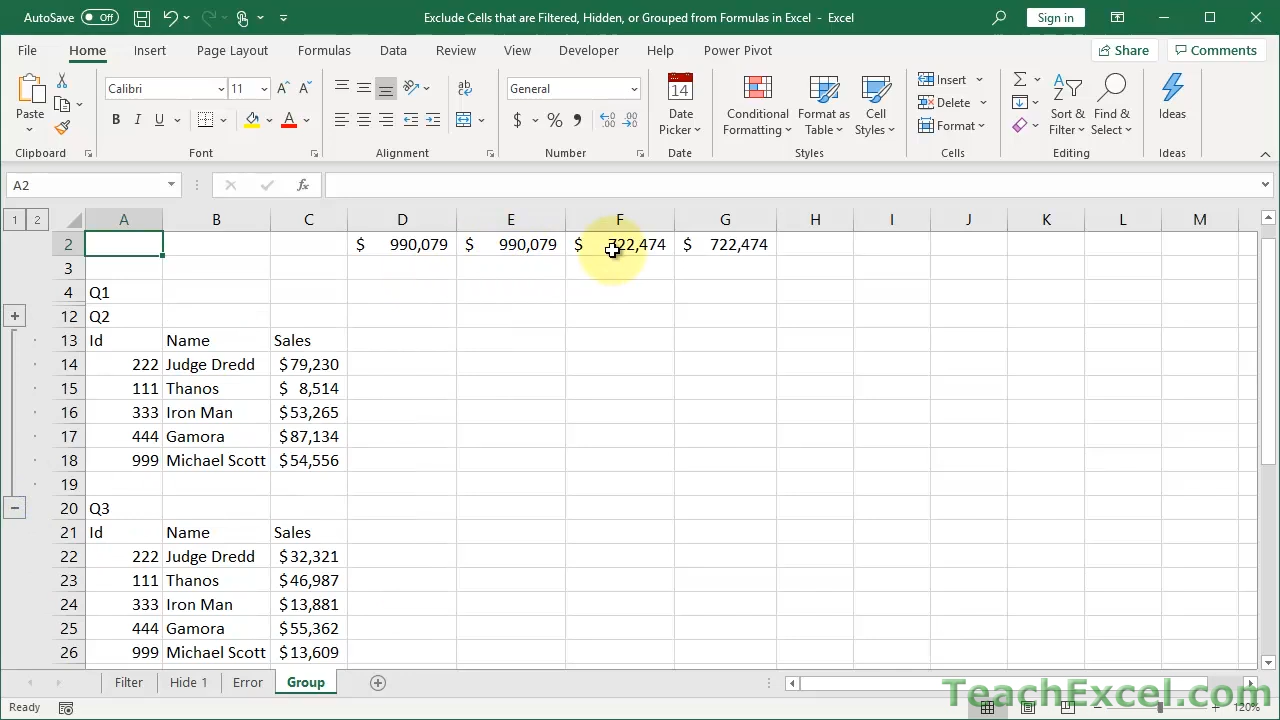 AutoSave Off Exclude Cells that are Filtered, Hidden, or Grouped from Formulas in Excel - Excel Sign in
File Home Insert Page Layout Formulas Data Review View Developer Help Power Pivot Share Comments
Calibri 11 General 14 Insert
Paste Date Picker Conditional Formatting Format as Table Cell Styles Delete Sort & Filter Find & Select Ideas
B I U $ % Format
Clipboard Font Alignment Number Date Styles Cells Editing Ideas
A2 fx
1 2 A B C D E F G H I J K L M
2 $ 990,079 $ 990,079 $ 722,474 $ 722,474
3
4 Q1
12 Q2
13 Id Name Sales
14 222 Judge Dredd $79,230
15 111 Thanos $ 8,514
16 333 Iron Man $53,265
17 444 Gamora $87,134
18 999 Michael Scott $54,556
19
20 Q3
21 Id Name Sales
22 222 Judge Dredd $32,321
23 111 Thanos $46,987
24 333 Iron Man $13,881
25 444 Gamora $55,362
26 999 Michael Scott $13,609
Filter Hide 1 Error Group
TeachExcel.com
Ready 120%